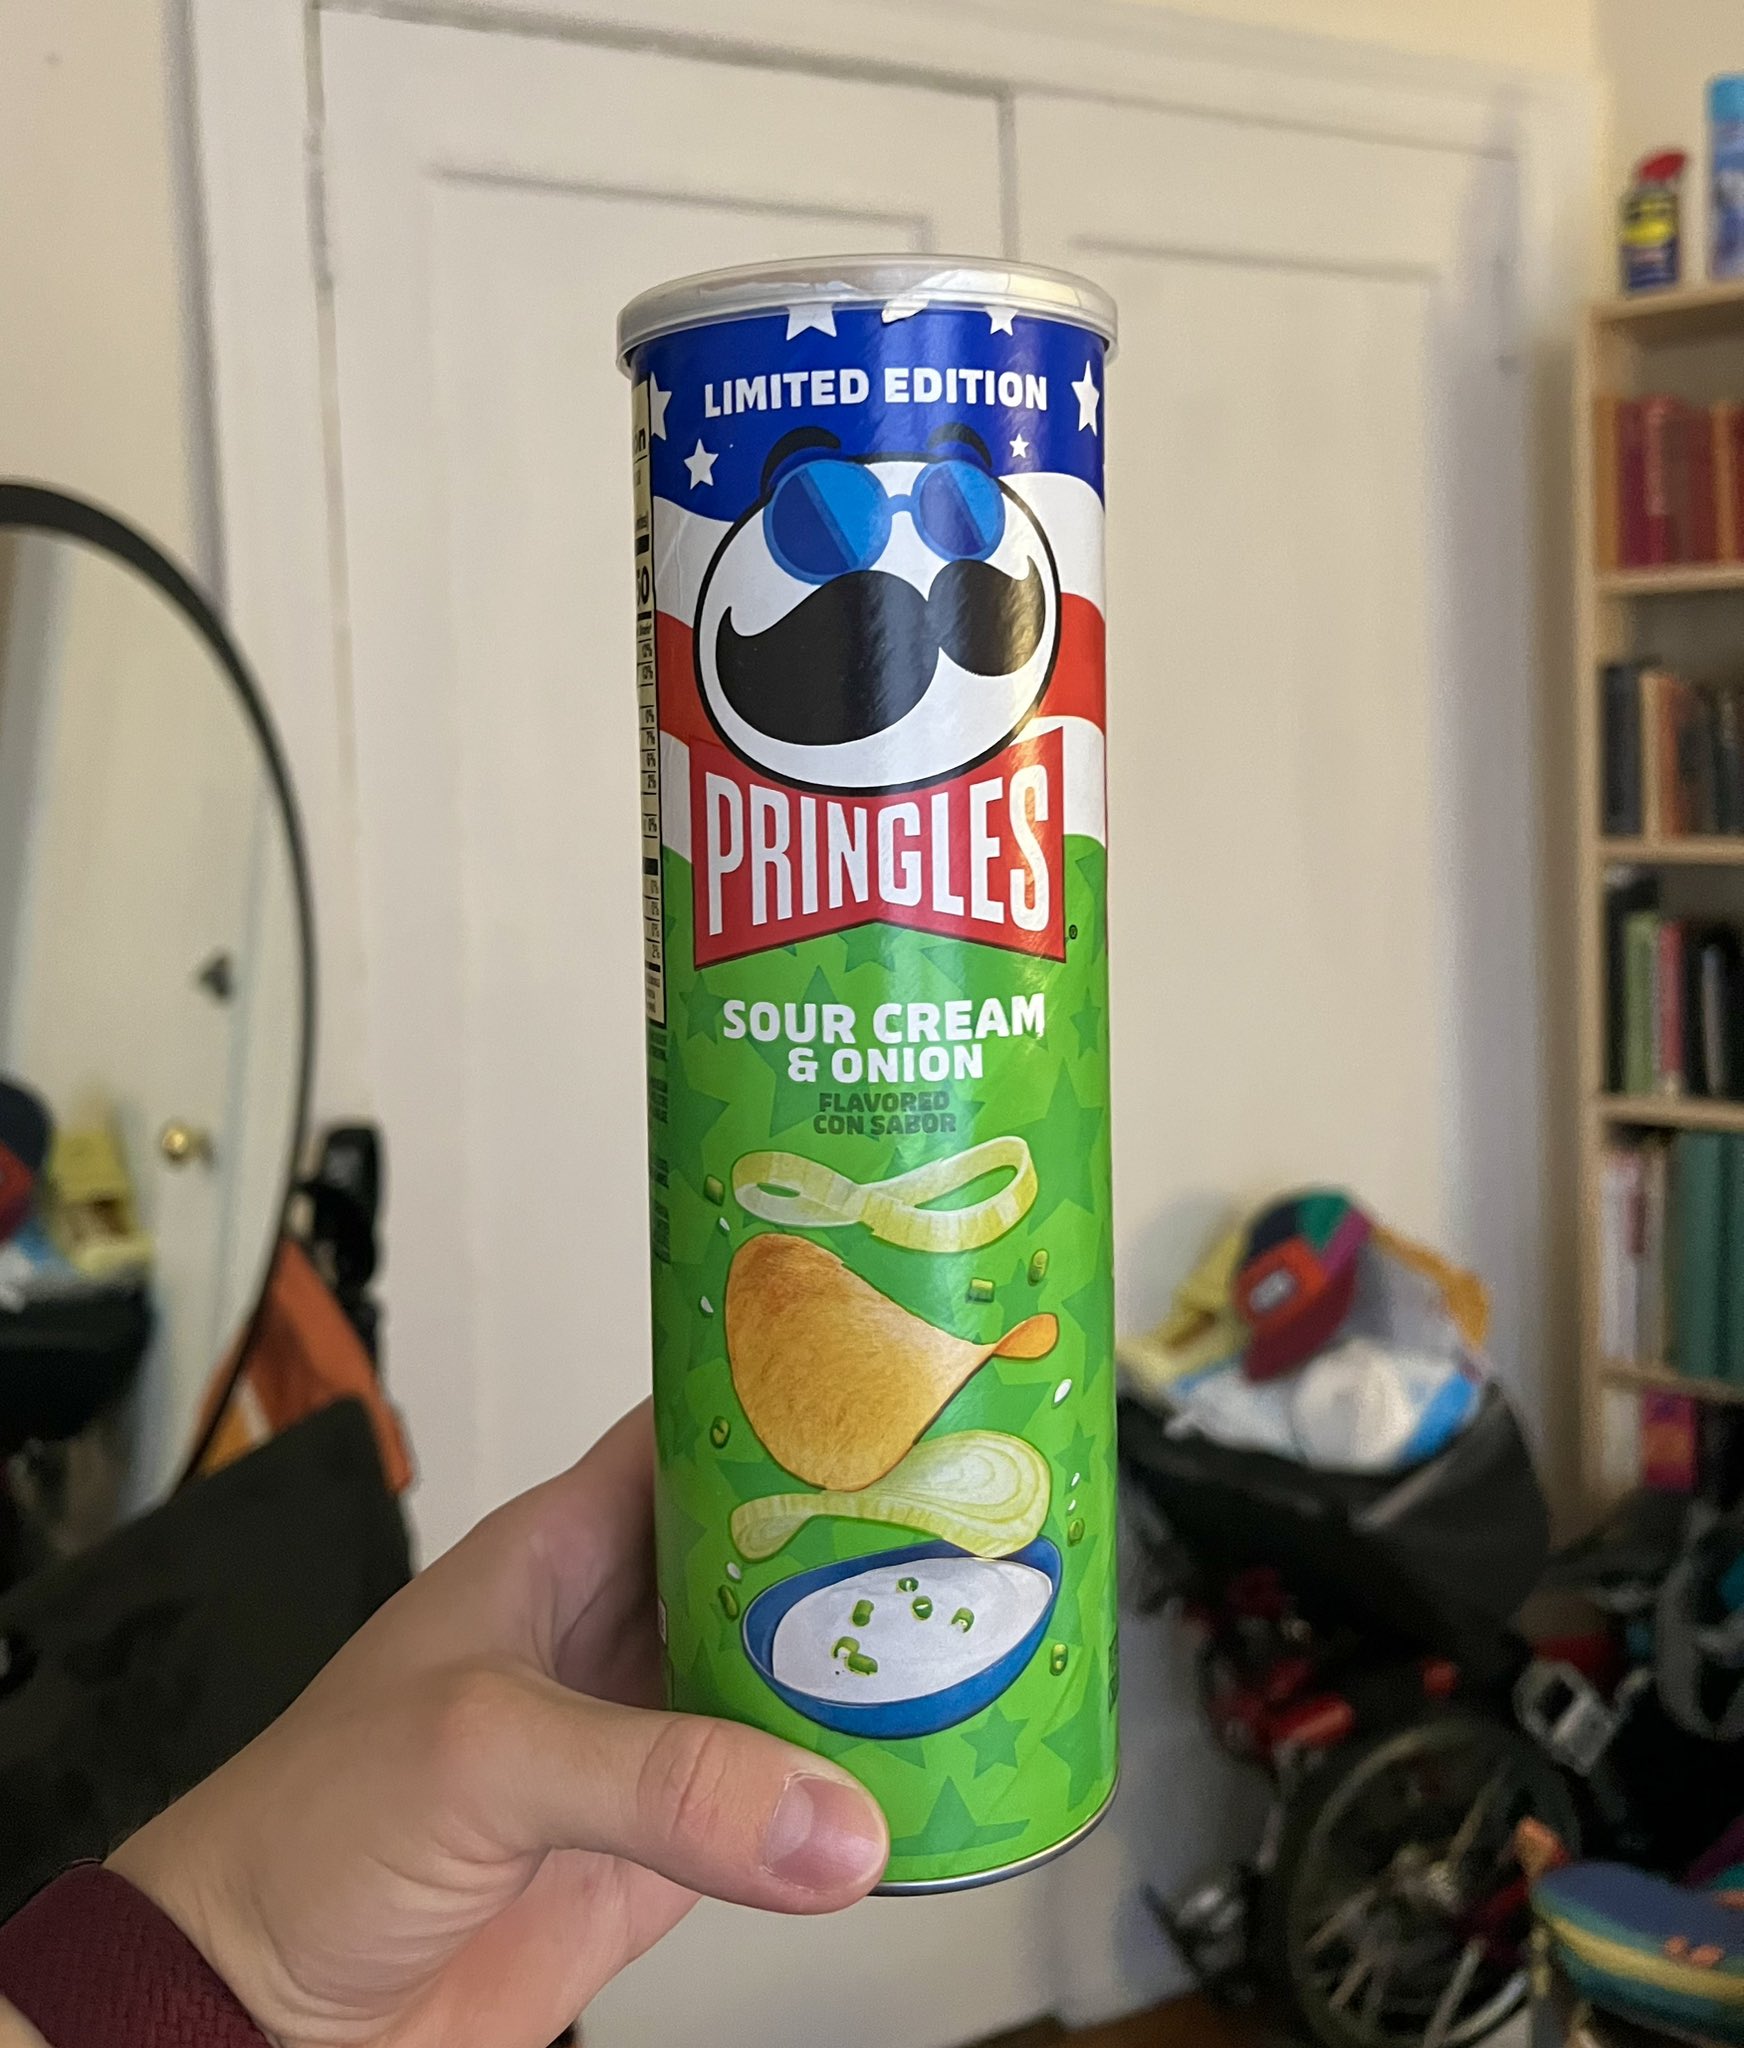 LIMITED EDITION
PRINGLES
SOUR CREAM
& ONION
FLAVORED
CON SABOR